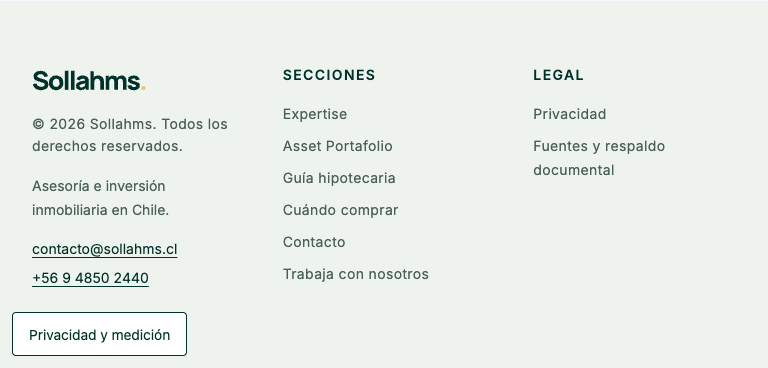 Sollahms.
© 2026 Sollahms. Todos los
derechos reservados.
Asesoría e inversión
inmobiliaria en Chile.
contacto@sollahms.cl
+56 9 4850 2440
Privacidad y medición
SECCIONES
Expertise
Asset Portafolio
Guía hipotecaria
Cuándo comprar
Contacto
Trabaja con nosotros
LEGAL
Privacidad
Fuentes y respaldo
documental